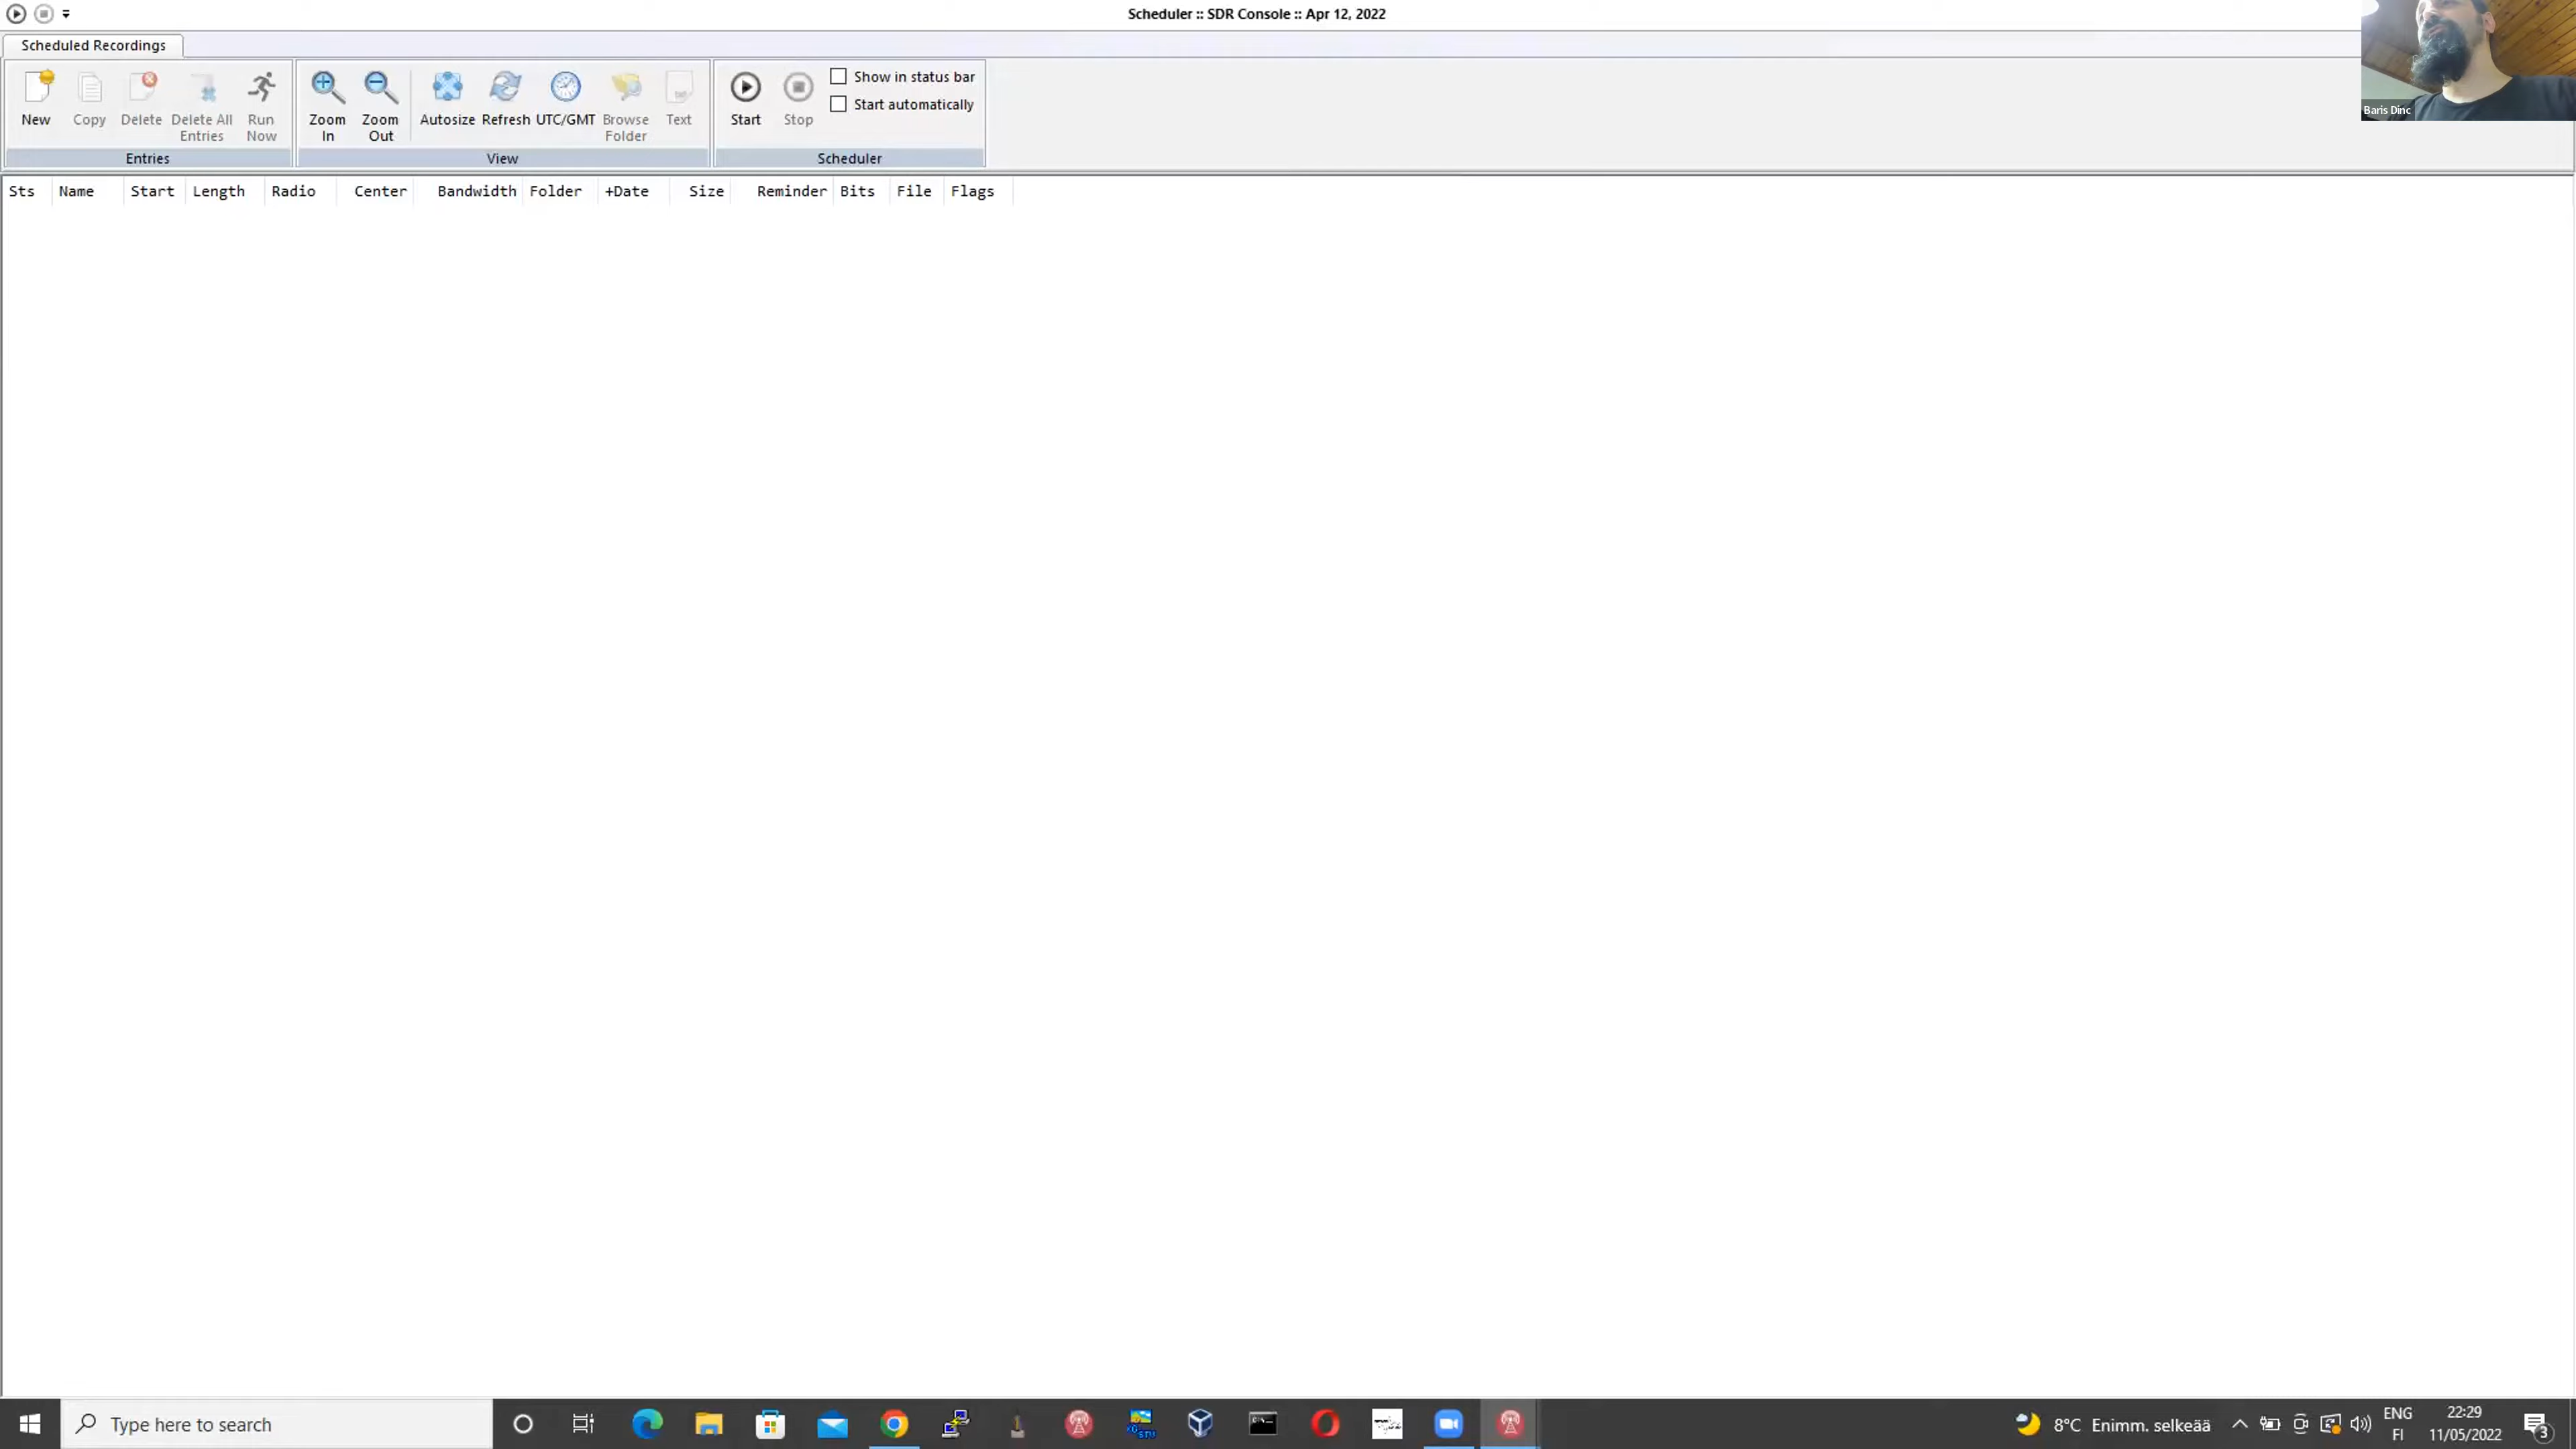 Scheduler :: SDR Console :: Apr 12, 2022
Scheduled Recordings
New
Copy
Delete
Delete All
Entries
Run
Now
Entries
Zoom
In
Zoom
Out
Autosize
Refresh
UTC/GMT
Browse
Folder
Text
View
Start
Stop
Show in status bar
Start automatically
Scheduler
Baris Dinc
Sts Name Start Length Radio Center Bandwidth Folder +Date Size Reminder Bits File Flags
Type here to search
8°C Enimm. selkeää
ENG
FI
22:29
11/05/2022
3